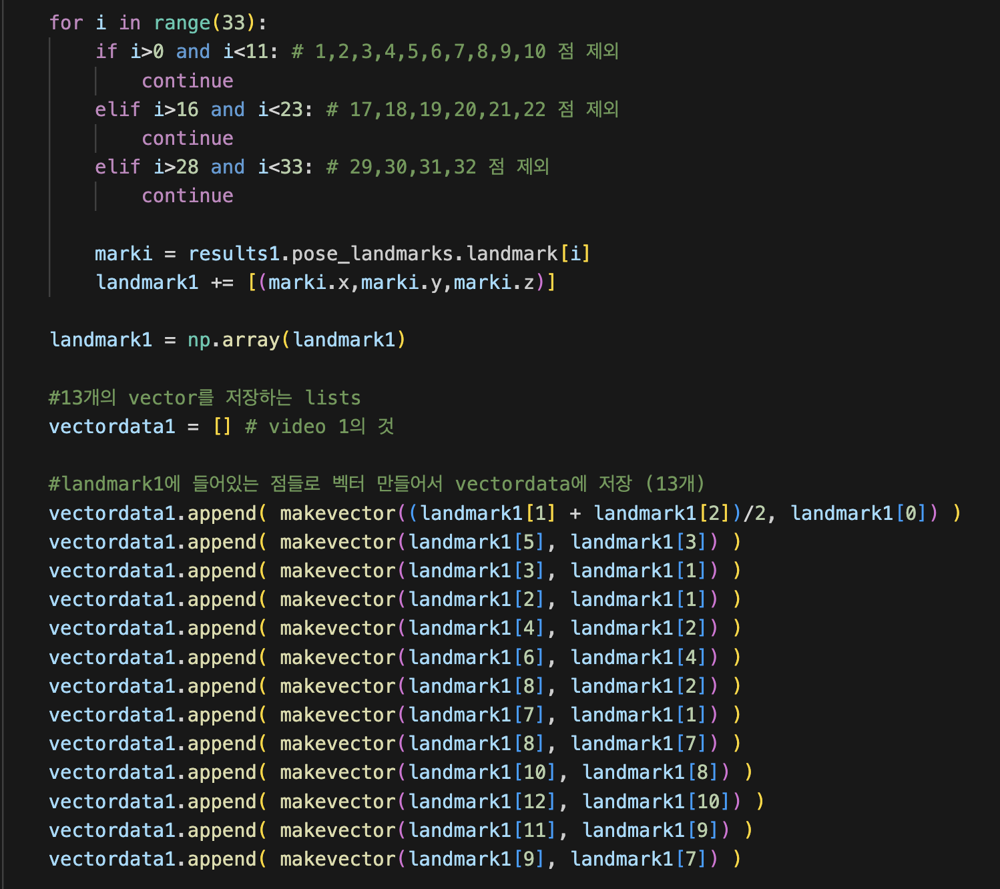 for i in range(33):
    if i>0 and i<11: # 1,2,3,4,5,6,7,8,9,10 점 제외
        continue
    elif i>16 and i<23: # 17,18,19,20,21,22 점 제외
        continue
    elif i>28 and i<33: # 29,30,31,32 점 제외
        continue

    marki = results1.pose_landmarks.landmark[i]
    landmark1 += [(marki.x,marki.y,marki.z)]

landmark1 = np.array(landmark1)

#13개의 vector를 저장하는 lists
vectordata1 = [] # video 1의 것

#landmark1에 들어있는 점들로 벡터 만들어서 vectordata에 저장 (13개)
vectordata1.append( makevector((landmark1[1] + landmark1[2])/2, landmark1[0]) )
vectordata1.append( makevector(landmark1[5], landmark1[3]) )
vectordata1.append( makevector(landmark1[3], landmark1[1]) )
vectordata1.append( makevector(landmark1[2], landmark1[1]) )
vectordata1.append( makevector(landmark1[4], landmark1[2]) )
vectordata1.append( makevector(landmark1[6], landmark1[4]) )
vectordata1.append( makevector(landmark1[8], landmark1[2]) )
vectordata1.append( makevector(landmark1[7], landmark1[1]) )
vectordata1.append( makevector(landmark1[8], landmark1[7]) )
vectordata1.append( makevector(landmark1[10], landmark1[8]) )
vectordata1.append( makevector(landmark1[12], landmark1[10]) )
vectordata1.append( makevector(landmark1[11], landmark1[9]) )
vectordata1.append( makevector(landmark1[9], landmark1[7]) )